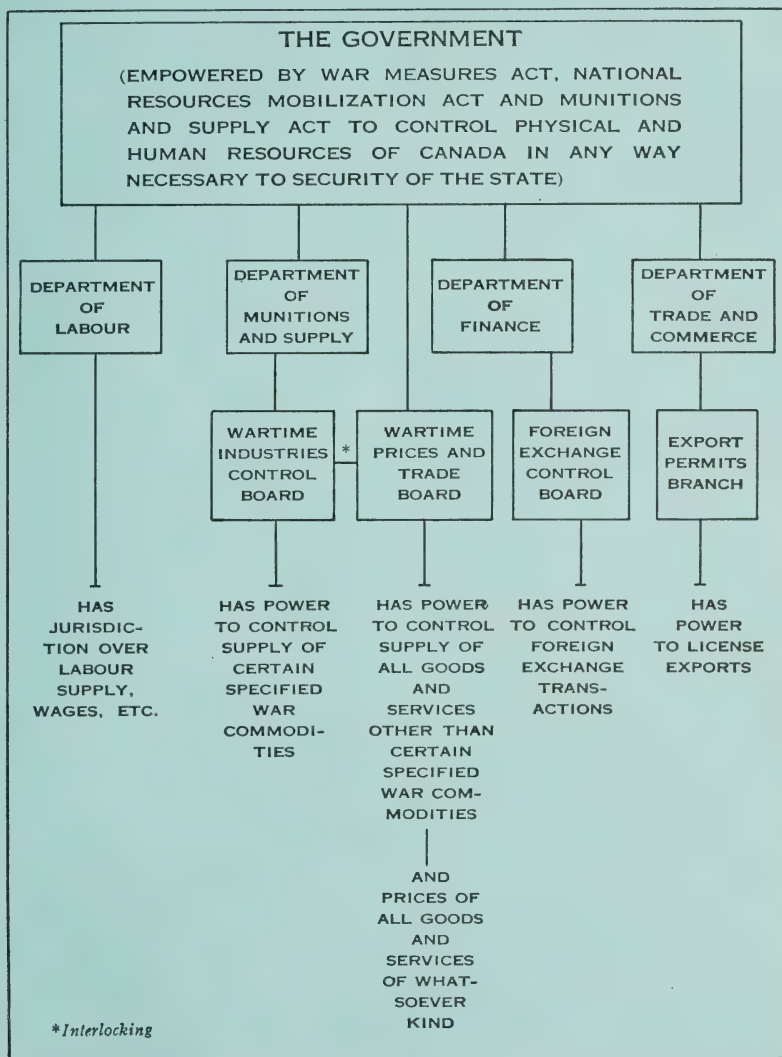 THE GOVERNMENT
(EMPOWERED BY WAR MEASURES ACT, NATIONAL
RESOURCES MOBILIZATION ACT AND MUNITIONS
AND SUPPLY ACT TO CONTROL PHYSICAL AND
HUMAN RESOURCES OF CANADA IN ANY WAY
NECESSARY TO SECURITY OF THE STATE)
DEPARTMENT
OF
LABOUR
DEPARTMENT
OF
MUNITIONS
AND SUPPLY
DEPARTMENT
OF
FINANCE
DEPARTMENT
OF
TRADE AND
COMMERCE
WARTIME
INDUSTRIES
CONTROL
BOARD
*
WARTIME
PRICES AND
TRADE
BOARD
FOREIGN
EXCHANGE
CONTROL
BOARD
EXPORT
PERMITS
BRANCH
HAS
JURISDIC-
TION OVER
LABOUR
SUPPLY,
WAGES, ETC.
HAS POWER
TO CONTROL
SUPPLY OF
CERTAIN
SPECIFIED
WAR
COMMODI-
TIES
HAS POWER
TO CONTROL
SUPPLY OF
ALL GOODS
AND
SERVICES
OTHER THAN
CERTAIN
SPECIFIED
WAR COM-
MODITIES
AND
PRICES OF
ALL GOODS
AND
SERVICES
OF WHAT-
SOEVER
KIND
HAS POWER
TO CONTROL
FOREIGN
EXCHANGE
TRANS-
ACTIONS
HAS
POWER
TO LICENSE
EXPORTS
*Interlocking